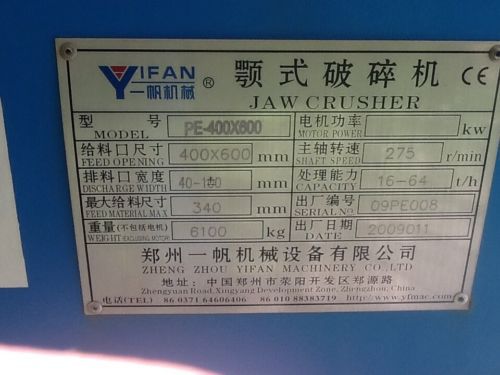 YIFAN
一帆机械 ®
颚式破碎机
CE
JAW CRUSHER
型 号 PE-400X600 电机功率 kw
MODEL MOTOR POWER
给料口尺寸 400X600 mm 主轴转速 275 r/min
FEED OPENING SHAFT SPEED
排料口宽度 mm 处理能力 16-64 t/h
DISCHARGE WIDTH CAPACITY
最大给料尺寸 340 mm 出厂编号 09PE008
FEED MATERIAL MAX SERIAL NO
重量(不包括电机) 6100 kg 出厂日期 2009011
WEIGHT EXCLUDING MOTOR DATE
郑州一帆机械设备有限公司
ZHENG ZHOU YIFAN MACHINERY CO.,LTD
地址：中国郑州市荥阳开发区郑源路
Zhengyuan Road, Xingyang Development Zone, Zhengzhou, China
电话(TEL) 86 0371 64606406 86 010 88383719 http://www.yfmac.com